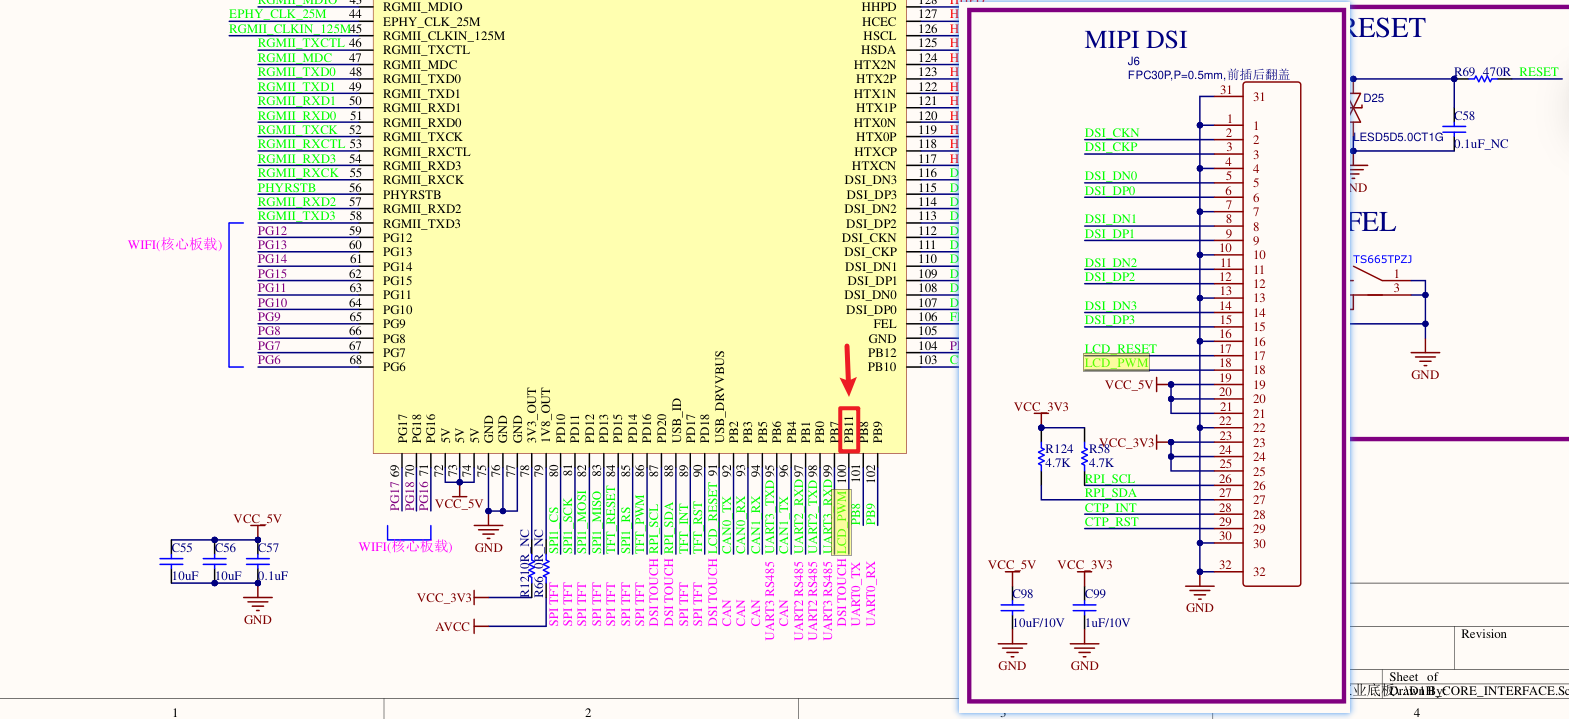 RGMII_MDIO 43 RGMII_MDIO
EPHY_CLK_25M 44 EPHY_CLK_25M
RGMII_CLKIN_125M 45 RGMII_CLKIN_125M
RGMII_TXCTL 46 RGMII_TXCTL
RGMII_MDC 47 RGMII_MDC
RGMII_TXD0 48 RGMII_TXD0
RGMII_TXD1 49 RGMII_TXD1
RGMII_RXD1 50 RGMII_RXD1
RGMII_RXD0 51 RGMII_RXD0
RGMII_TXCK 52 RGMII_TXCK
RGMII_RXCTL 53 RGMII_RXCTL
RGMII_RXD3 54 RGMII_RXD3
RGMII_RXCK 55 RGMII_RXCK
PHYRSTB 56 PHYRSTB
RGMII_RXD2 57 RGMII_RXD2
RGMII_TXD3 58 RGMII_TXD3
WIFI(核心板载)
PG12 59 PG12
PG13 60 PG13
PG14 61 PG14
PG15 62 PG15
PG11 63 PG11
PG10 64 PG10
PG9 65 PG9
PG8 66 PG8
PG7 67 PG7
PG6 68 PG6
HHPD 128
HCEC 127
HSCL 126
HSDA 125
HTX2N 124
HTX2P 123
HTX1N 122
HTX1P 121
HTX0N 120
HTX0P 119
HTXCP 118
HTXCN 117
DSI_DN3 116
DSI_DP3 115
DSI_DN2 114
DSI_DP2 113
DSI_CKN 112
DSI_CKP 111
DSI_DN1 110
DSI_DP1 109
DSI_DN0 108
DSI_DP0 107
FEL 106
GND 105
PB12 104
PB10 103
PG17 69 PG17
PG18 70 PG18
PG16 71 PG16
5V 72
5V 73
5V 74
GND 75
GND 76
GND 77
3V3_OUT 78
1V8_OUT 79
PD10 80 SPI1_CS SPI TFT
PD11 81 SPI1_SCK SPI TFT
PD12 82 SPI1_MOSI SPI TFT
PD13 83 SPI1_MISO SPI TFT
PD15 84 TFT_RESET SPI TFT
PD14 85 SPI1_RS SPI TFT
PD16 86 TFT_PWM SPI TFT
PD20 87 RPI_SCL DSI TOUCH
USB_ID 88 RPI_SDA DSI TOUCH
PD17 89 TFT_INT SPI TFT
PD18 90 TFT_RST SPI TFT
USB_DRVVBUS 91 LCD_RESET DSI TOUCH
PB2 92 CAN0_TX CAN
PB3 93 CAN0_RX CAN
PB5 94 CAN1_RX CAN
PB6 95 UART3_TXD UART3 RS485
PB4 96 CAN1_TX CAN
PB1 97 UART2_RXD UART2 RS485
PB0 98 UART2_TXD UART2 RS485
PB7 99 UART3_RXD UART3 RS485
PB11 100 LCD_PWM DSI TOUCH
PB8 101 PB8 UART0_TX
PB9 102 PB9 UART0_RX
WIFI(核心板载)
VCC_5V
GND
R66 0R_NC
VCC_3V3
AVCC
VCC_5V
C55
10uF
C56
10uF
C57
0.1uF
GND
MIPI DSI
J6
FPC30P,P=0.5mm,前插后翻盖
31 31
1 1
DSI_CKN 2 2
DSI_CKP 3 3
4 4
DSI_DN0 5 5
DSI_DP0 6 6
7 7
DSI_DN1 8 8
DSI_DP1 9 9
10 10
DSI_DN2 11 11
DSI_DP2 12 12
13 13
DSI_DN3 14 14
DSI_DP3 15 15
16 16
LCD_RESET 17 17
LCD_PWM 18 18
VCC_5V 19 19
20 20
21 21
22 22
VCC_3V3 23 23
24 24
25 25
RPI_SCL 26 26
RPI_SDA 27 27
CTP_INT 28 28
CTP_RST 29 29
30 30
32 32
GND
VCC_3V3
R124
4.7K
R58
4.7K
VCC_5V
C98
10uF/10V
GND
VCC_3V3
C99
1uF/10V
GND
RESET
R69 470R RESET
D25
LESD5D5.0CT1G
C58
0.1uF_NC
ND
FEL
TS665TPZJ
1
3
GND
Revision
Sheet of
Drawn By:
CORE_INTERFACE.Sc
1
2
3
4